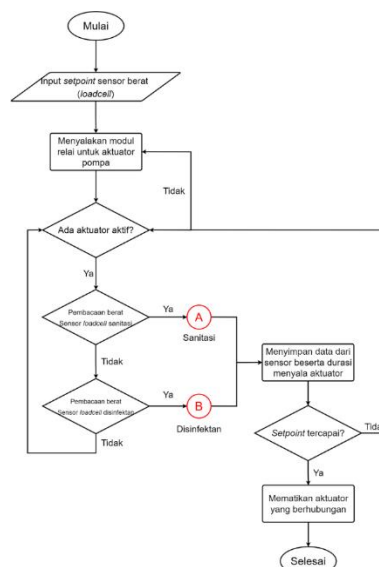 Mulai
Input setpoint sensor berat
(loadcell)
Menyalakan modul
relai untuk aktuator
pompa
Tidak
Ada aktuator aktif?
Ya
Pembacaan berat
Sensor loadcell sanitasi
Ya
A
Sanitasi
Tidak
Pembacaan berat
Sensor loadcell disinfektan
Ya
B
Disinfektan
Tidak
Menyimpan data dari
sensor beserta durasi
menyala aktuator
Setpoint tercapai?
Tida
Ya
Mematikan aktuator
yang berhubungan
Selesai